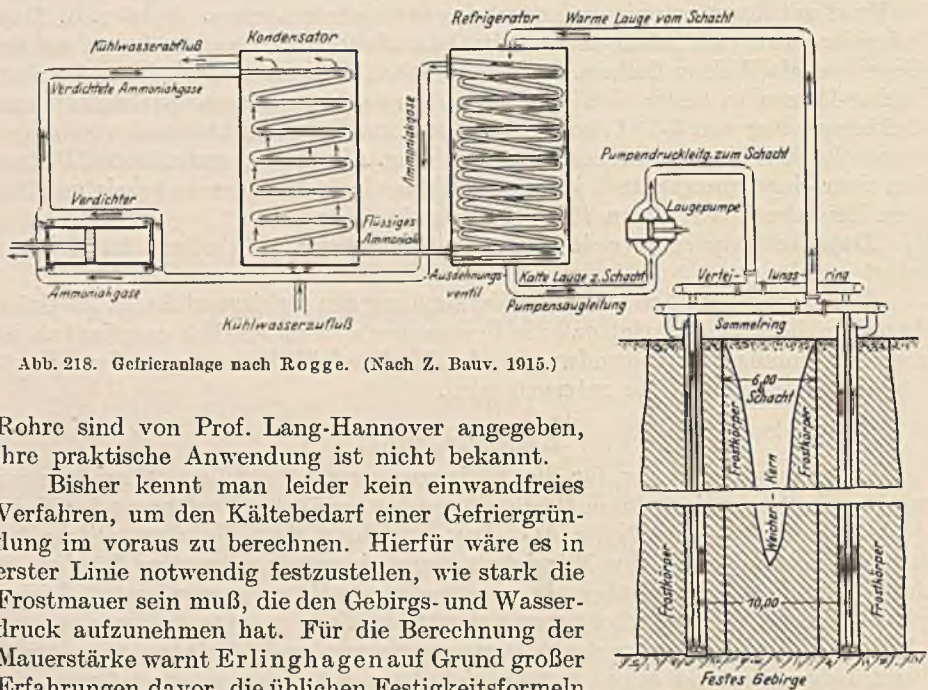 Refrigerator
Warme Lauge vom Schacht
Kühlwasserabfluß
Kondensator
Verdichtete Ammoniakgase
Ammoniakgase
Pumpendruckleitg. zum Schacht
Verdichter
Laugepumpe
Flüssiges
Ammoniak
Ammoniakgase
Ausdehnungs-
ventil
Kalte Lauge z. Schacht
Pumpensaugleitung
Vertei-
lungs-
ring
Kühlwasserzufluß
Sammelring
Abb. 218. Gefrieranlage nach Rogge. (Nach Z. Bauv. 1915.)
6,00
Schacht
Frostkörper
Frostkörper
Weicher Kern
Frostkörper
Frostkörper
10,00
Festes Gebirge
Rohre sind von Prof. Lang-Hannover angegeben,
ihre praktische Anwendung ist nicht bekannt.
Bisher kennt man leider kein einwandfreies
Verfahren, um den Kältebedarf einer Gefriergrün-
dung im voraus zu berechnen. Hierfür wäre es in
erster Linie notwendig festzustellen, wie stark die
Frostmauer sein muß, die den Gebirgs- und Wasser-
druck aufzunehmen hat. Für die Berechnung der
Mauerstärke warnt Erlinghagen auf Grund großer
Erfahrungen davor, die üblichen Festigkeitsformeln